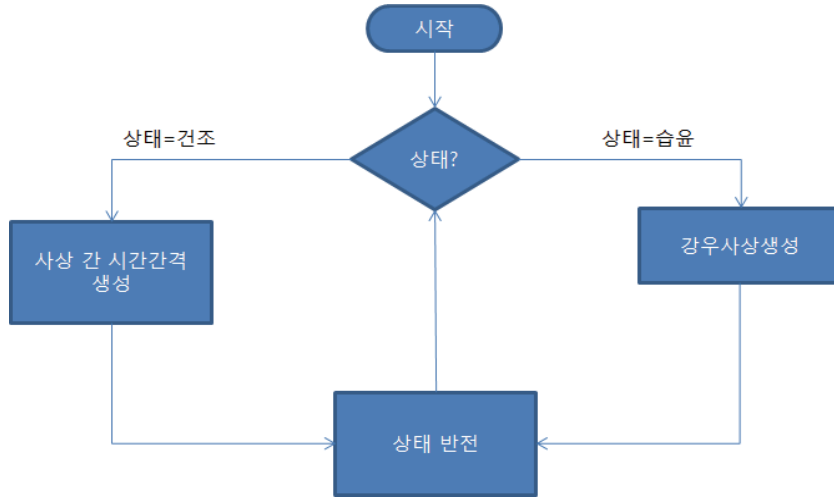 시작
상태=건조
상태?
상태=습윤
사상 간 시간간격
생성
강우사상생성
상태 반전